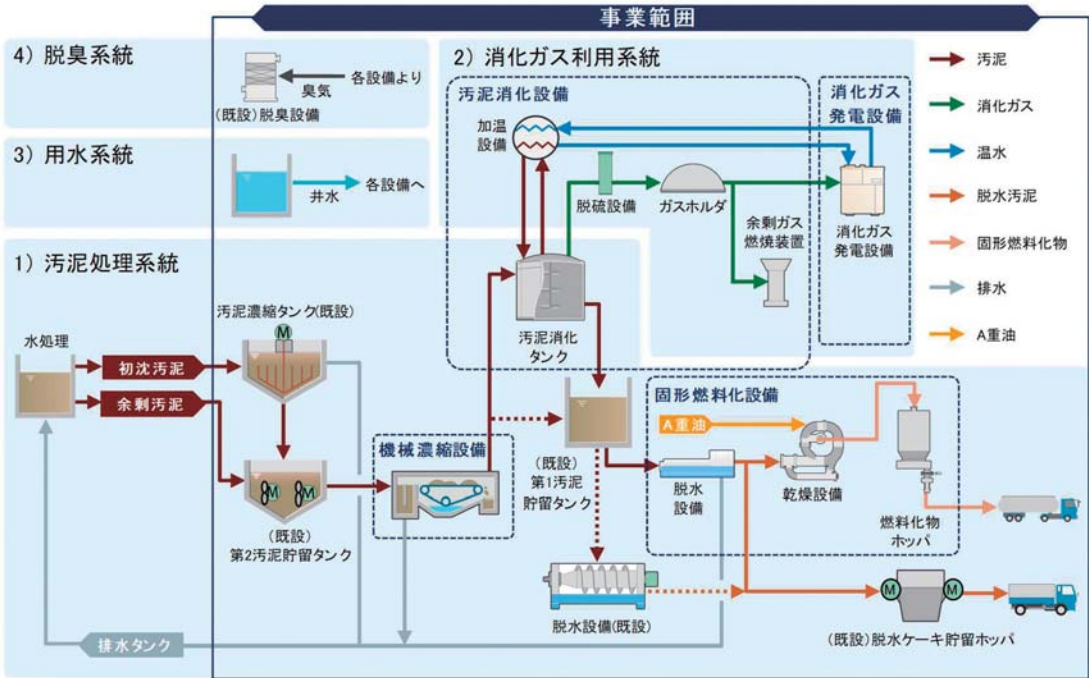 事業範囲
4) 脱臭系統
臭気
各設備より
(既設)脱臭設備
3) 用水系統
井水
各設備へ
2) 消化ガス利用系統
汚泥消化設備
加温
設備
脱硫設備
ガスホルダ
余剰ガス
燃焼装置
汚泥消化
タンク
消化ガス
発電設備
消化ガス
発電設備
汚泥
消化ガス
温水
脱水汚泥
固形燃料化物
排水
A重油
1) 汚泥処理系統
水処理
初沈汚泥
余剰汚泥
汚泥濃縮タンク(既設)
M
M
M
(既設)
第2汚泥貯留タンク
機械濃縮設備
(既設)
第1汚泥
貯留タンク
脱水設備(既設)
固形燃料化設備
A重油
脱水
設備
乾燥設備
燃料化物
ホッパ
M
M
(既設)脱水ケーキ貯留ホッパ
排水タンク